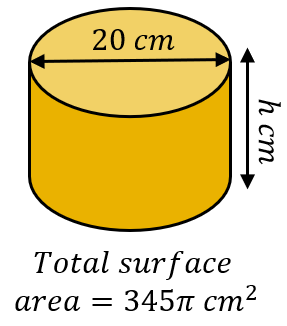 20 cm
h cm
Total surface
area = 345π cm²